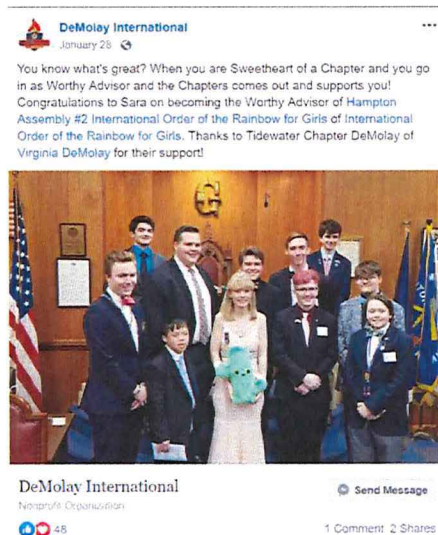 DeMolay International
January 28
You know what's great? When you are Sweetheart of a Chapter and you go
in as Worthy Advisor and the Chapters comes out and supports you!
Congratulations to Sara on becoming the Worthy Advisor of Hampton
Assembly #2 International Order of the Rainbow for Girls of International
Order of the Rainbow for Girls. Thanks to Tidewater Chapter DeMolay of
Virginia DeMolay for their support!
G
DeMolay International
Send Message
Nonprofit Organization
48
1 Comment 2 Shares